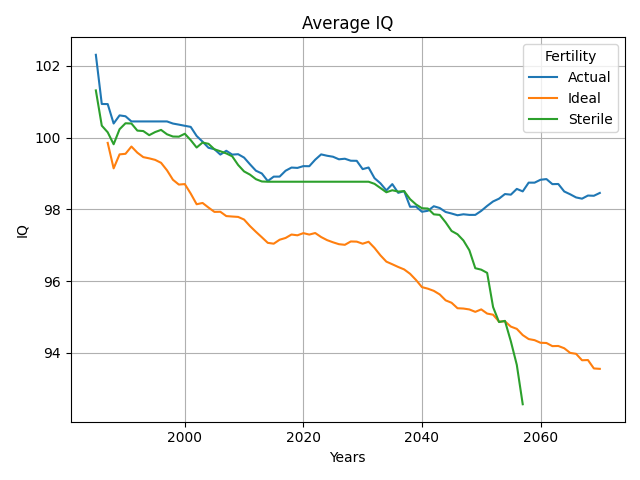 Average IQ
Fertility
Actual
Ideal
Sterile
IQ
102
100
98
96
94
2000
2020
2040
2060
Years